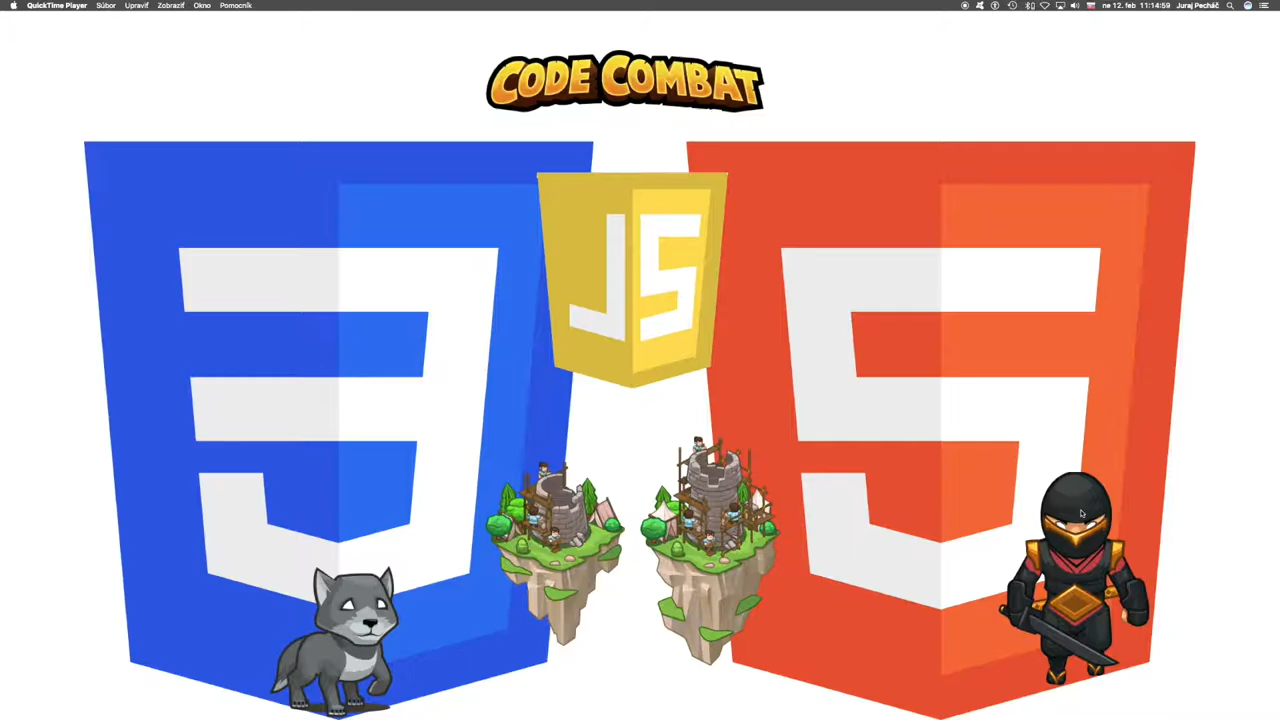 QuickTime Player Súbor Upraviť Zobraziť Okno Pomocník
ne 12. feb 11:14:59 Juraj Pecháč
CODE COMBAT
JS
3
5